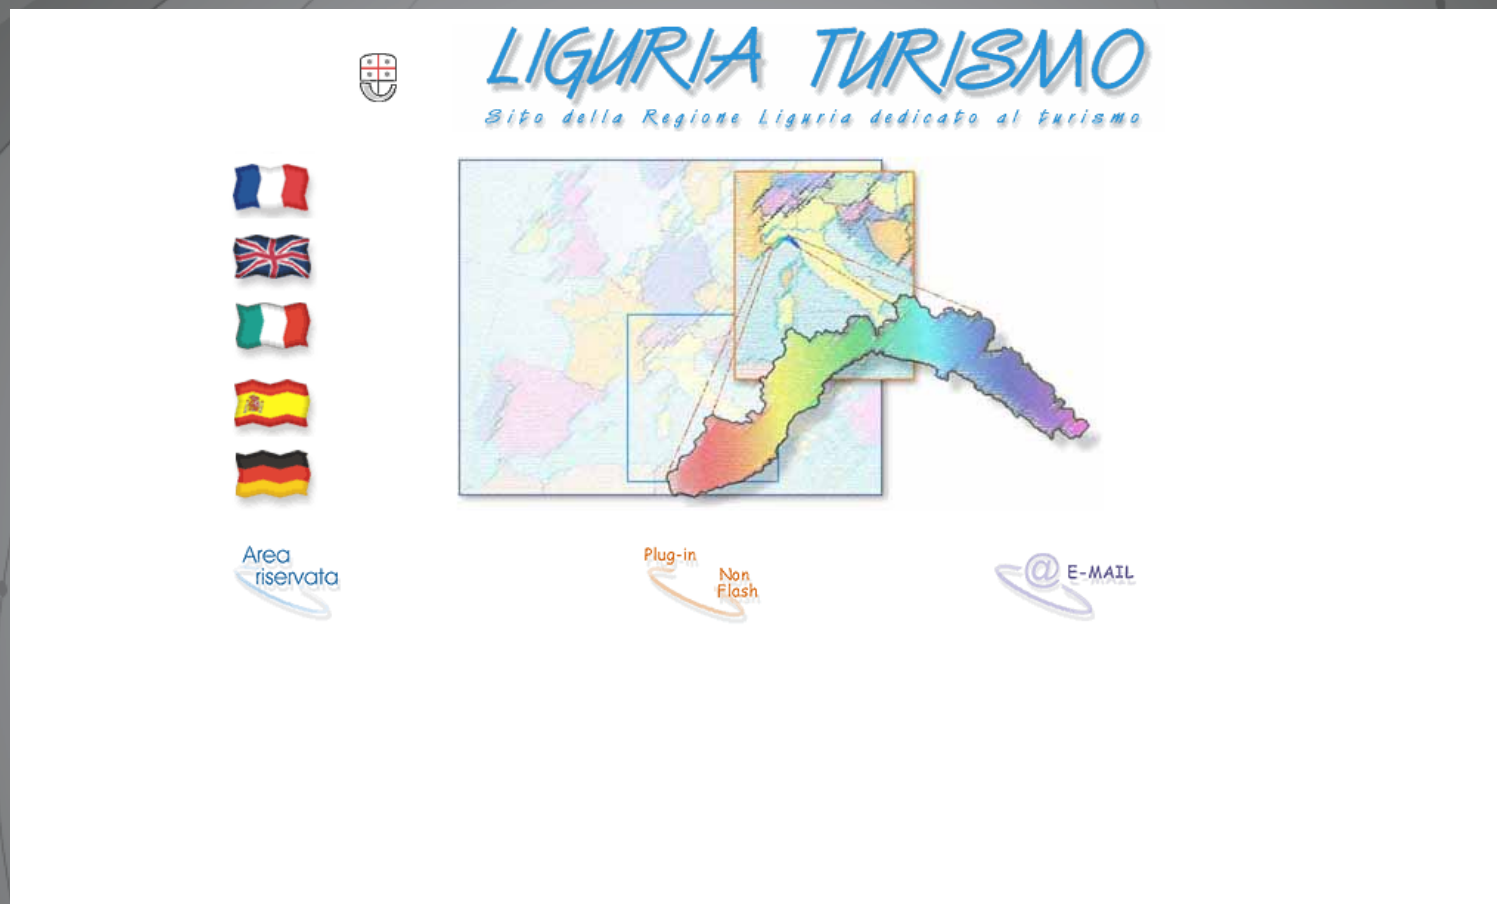 LIGURIA TURISMO
Sito della Regione Liguria dedicato al turismo
Area
riservata
Plug-in
Non
Flash
@ E-MAIL